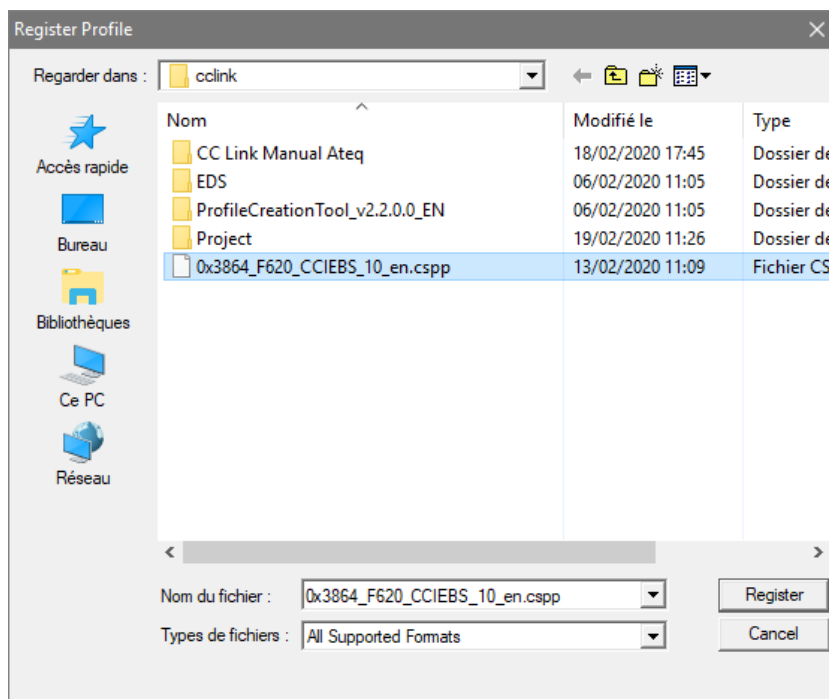 Register Profile
Regarder dans : cclink
Nom Modifié le Type
CC Link Manual Ateq 18/02/2020 17:45 Dossier de
EDS 06/02/2020 11:05 Dossier de
ProfileCreationTool_v2.2.0.0_EN 06/02/2020 11:05 Dossier de
Project 19/02/2020 11:26 Dossier de
0x3864_F620_CCIEBS_10_en.cspp 13/02/2020 11:09 Fichier CS
Accès rapide
Bureau
Bibliothèques
Ce PC
Réseau
Nom du fichier : 0x3864_F620_CCIEBS_10_en.cspp Register
Types de fichiers : All Supported Formats Cancel